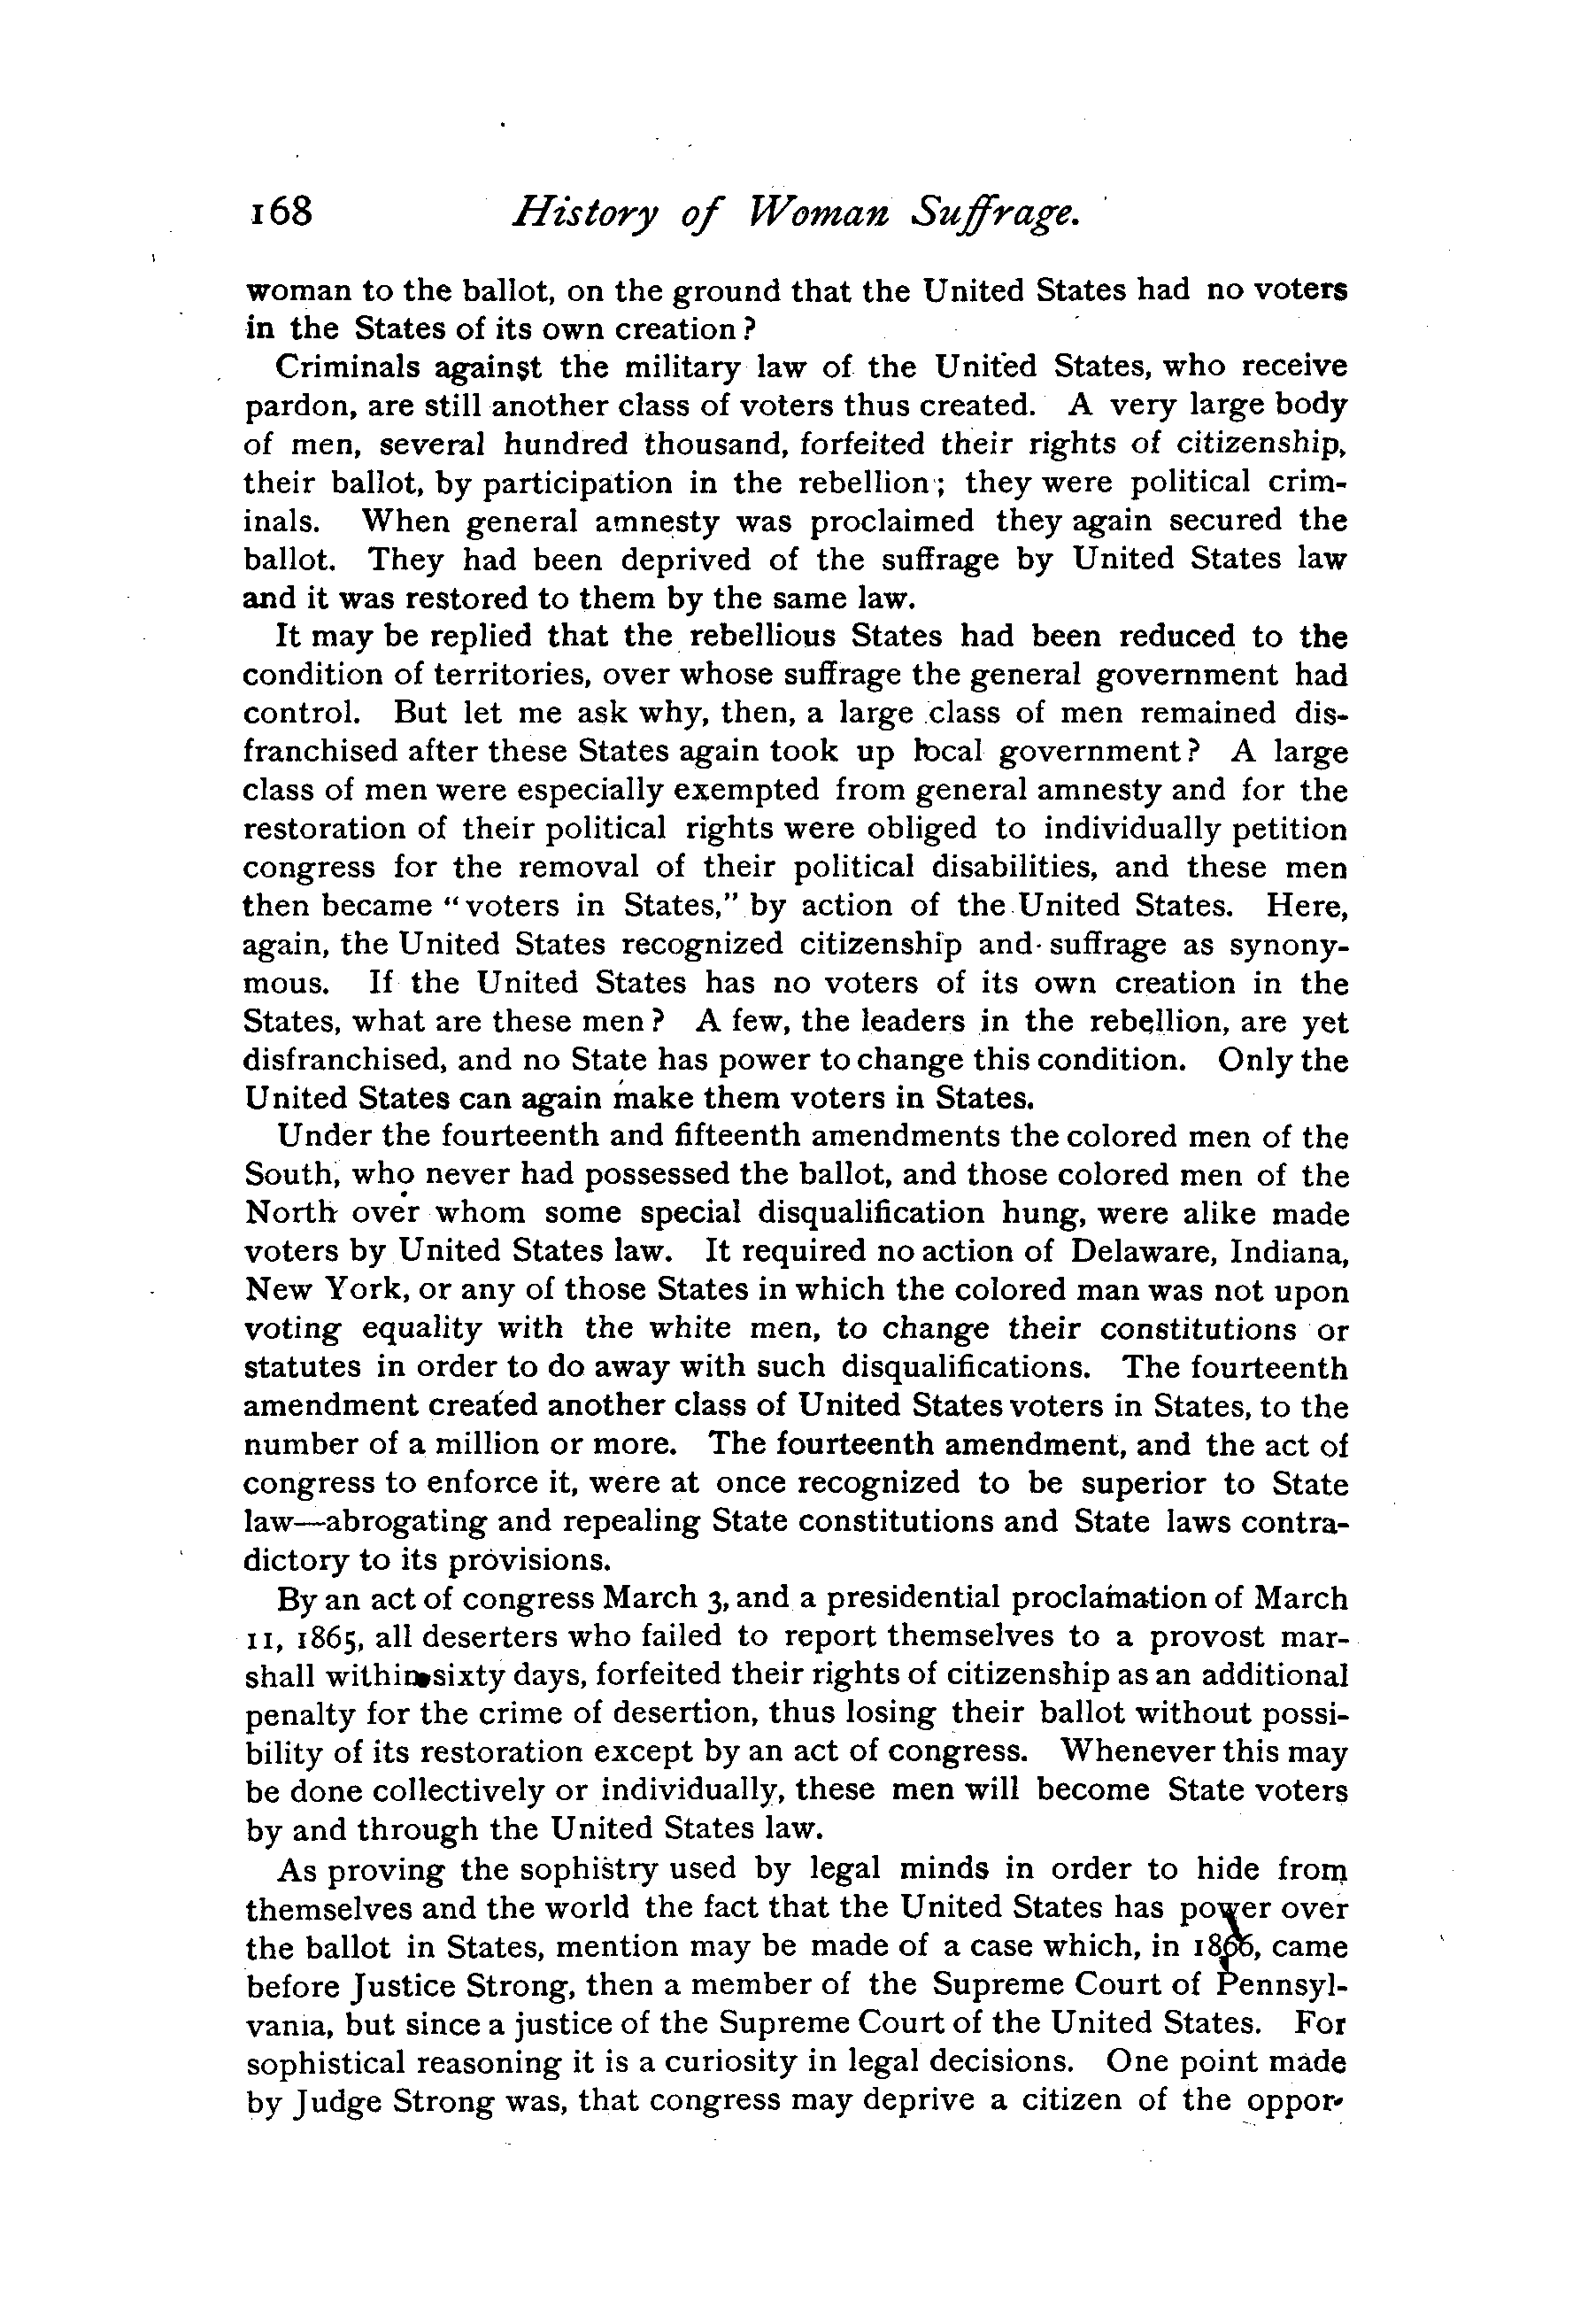 168 History of Woman Suffrage.
woman to the ballot, on the ground that the United States had no voters
in the States of its own creation?
Criminals against the military law of the United States, who receive
pardon, are still another class of voters thus created. A very large body
of men, several hundred thousand, forfeited their rights of citizenship,
their ballot, by participation in the rebellion; they were political crim-
inals. When general amnesty was proclaimed they again secured the
ballot. They had been deprived of the suffrage by United States law
and it was restored to them by the same law.
It may be replied that the rebellious States had been reduced to the
condition of territories, over whose suffrage the general government had
control. But let me ask why, then, a large class of men remained dis-
franchised after these States again took up local government? A large
class of men were especially exempted from general amnesty and for the
restoration of their political rights were obliged to individually petition
congress for the removal of their political disabilities, and these men
then became "voters in States," by action of the United States. Here,
again, the United States recognized citizenship and suffrage as synony-
mous. If the United States has no voters of its own creation in the
States, what are these men? A few, the leaders in the rebellion, are yet
disfranchised, and no State has power to change this condition. Only the
United States can again make them voters in States.
Under the fourteenth and fifteenth amendments the colored men of the
South, who never had possessed the ballot, and those colored men of the
North over whom some special disqualification hung, were alike made
voters by United States law. It required no action of Delaware, Indiana,
New York, or any of those States in which the colored man was not upon
voting equality with the white men, to change their constitutions or
statutes in order to do away with such disqualifications. The fourteenth
amendment created another class of United States voters in States, to the
number of a million or more. The fourteenth amendment, and the act of
congress to enforce it, were at once recognized to be superior to State
law—abrogating and repealing State constitutions and State laws contra-
dictory to its provisions.
By an act of congress March 3, and a presidential proclamation of March
11, 1865, all deserters who failed to report themselves to a provost mar-
shall within sixty days, forfeited their rights of citizenship as an additional
penalty for the crime of desertion, thus losing their ballot without possi-
bility of its restoration except by an act of congress. Whenever this may
be done collectively or individually, these men will become State voters
by and through the United States law.
As proving the sophistry used by legal minds in order to hide from
themselves and the world the fact that the United States has power over
the ballot in States, mention may be made of a case which, in 1866, came
before Justice Strong, then a member of the Supreme Court of Pennsyl-
vania, but since a justice of the Supreme Court of the United States. For
sophistical reasoning it is a curiosity in legal decisions. One point made
by Judge Strong was, that congress may deprive a citizen of the oppor-